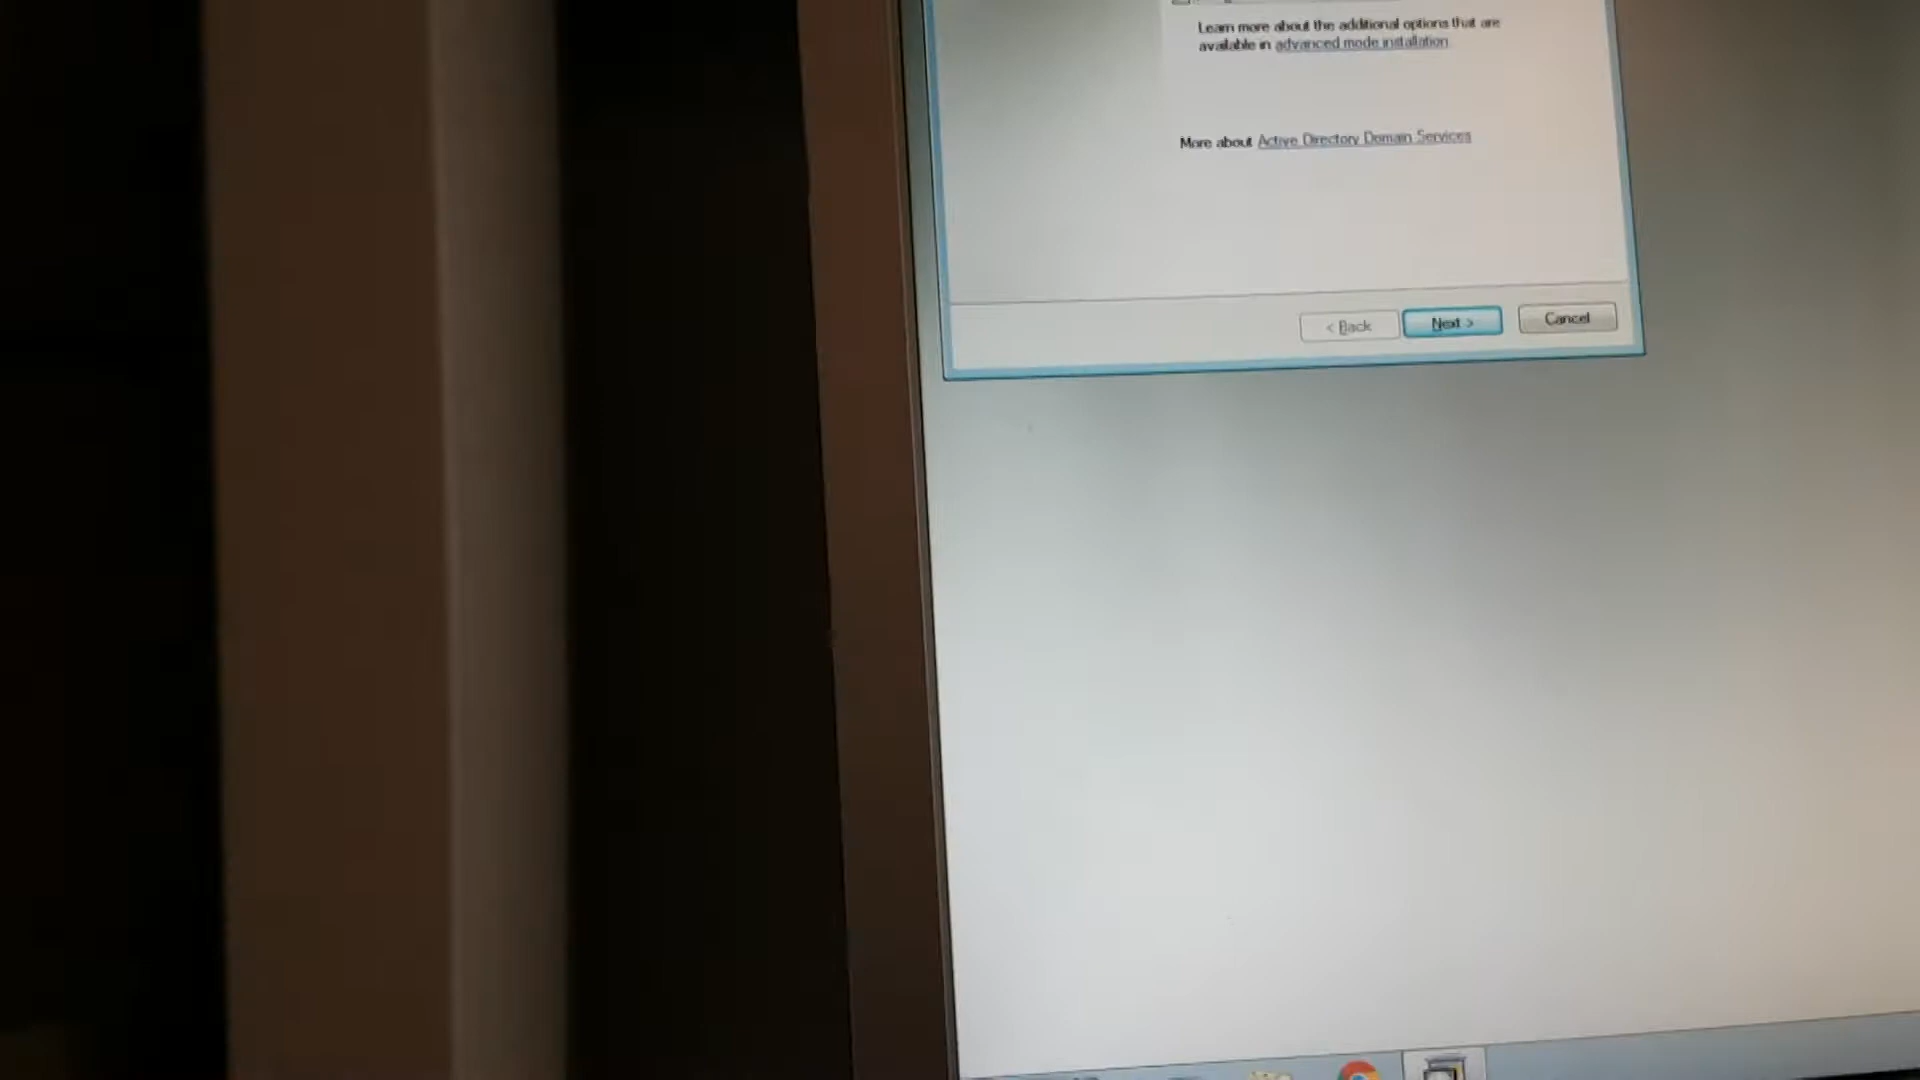 Learn more about the additional options that are
available in advanced mode installation.
More about Active Directory Domain Services
< Back
Next >
Cancel